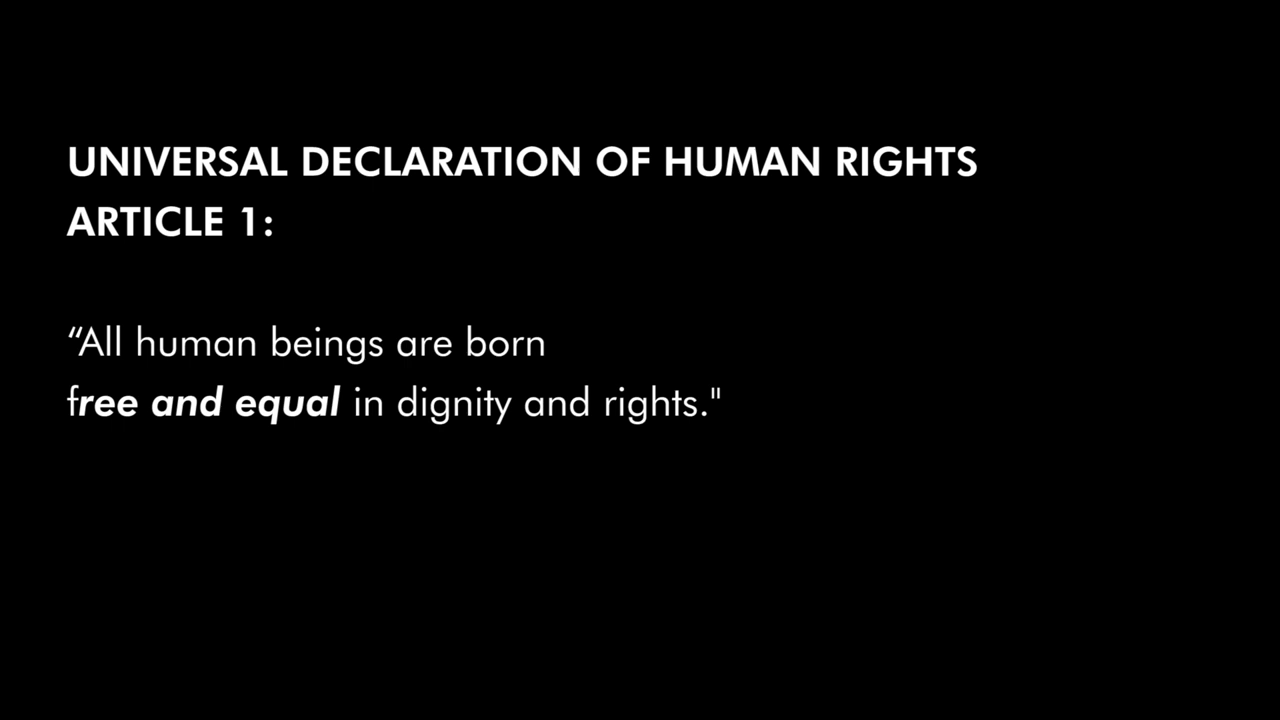 UNIVERSAL DECLARATION OF HUMAN RIGHTS
ARTICLE 1:
“All human beings are born
free and equal in dignity and rights."